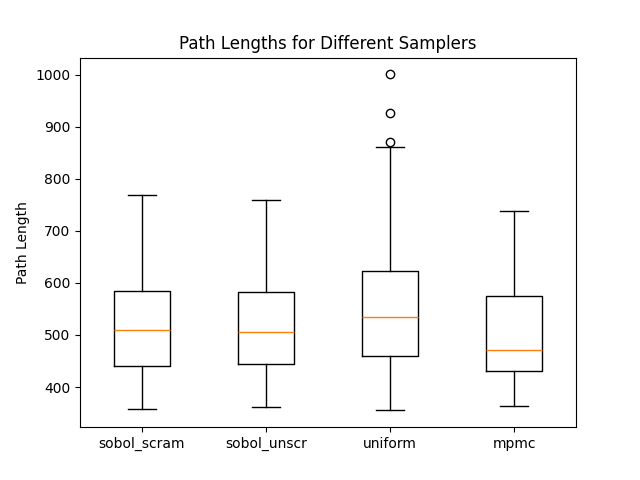 Path Lengths for Different Samplers
1000
900
800
700
600
500
400
Path Length
sobol_scram
sobol_unscr
uniform
mpmc